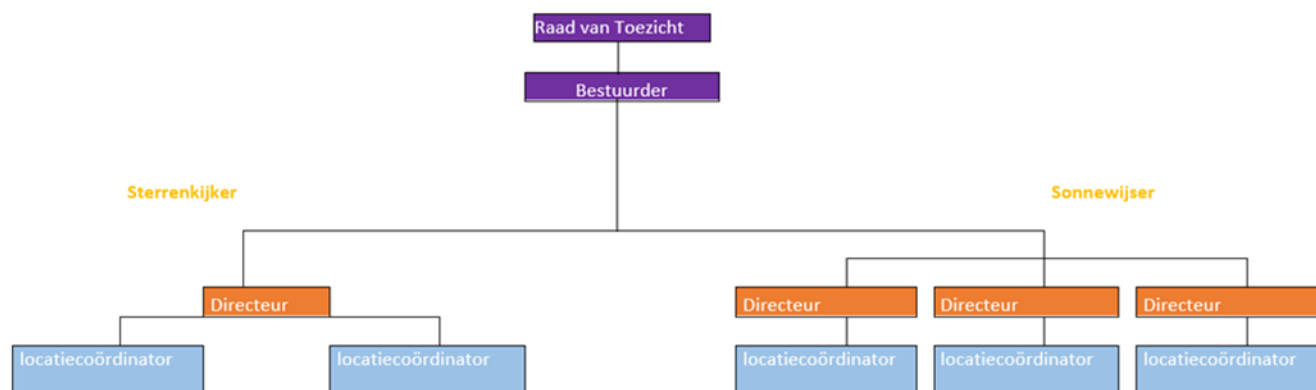 Raad van Toezicht
Bestuurder
Sterrenkijker
Sonnewijser
Directeur
Directeur
Directeur
Directeur
locatiecoördinator
locatiecoördinator
locatiecoördinator
locatiecoördinator
locatiecoördinator